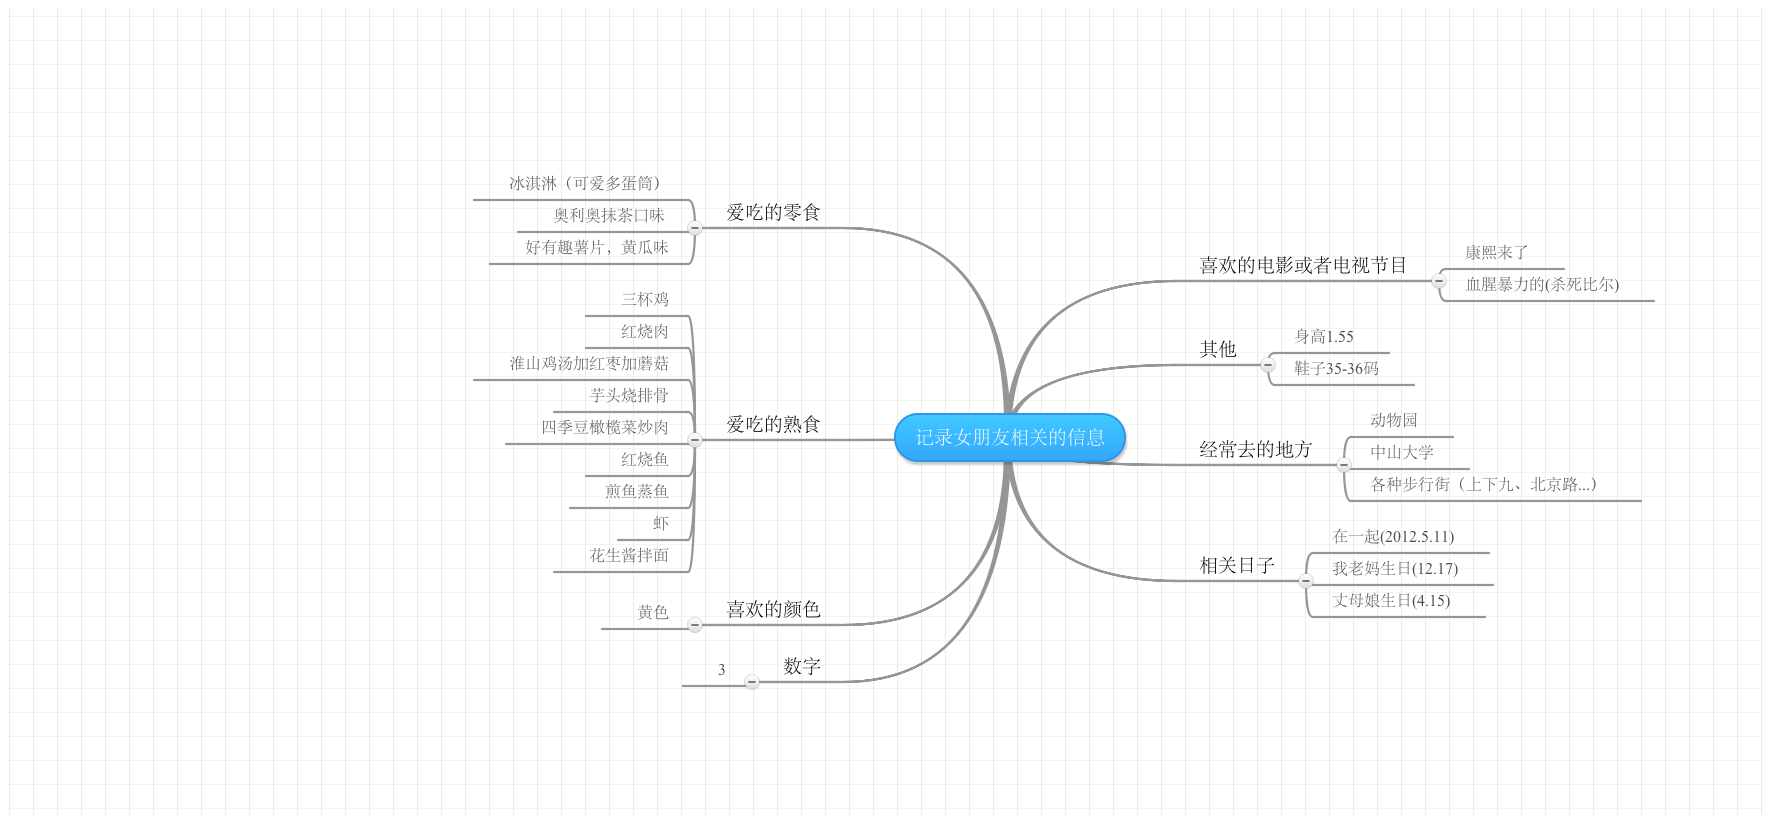 记录女朋友相关的信息
爱吃的零食
冰淇淋（可爱多蛋筒）
奥利奥抹茶口味
好有趣薯片，黄瓜味
爱吃的熟食
三杯鸡
红烧肉
淮山鸡汤加红枣加蘑菇
芋头烧排骨
四季豆橄榄菜炒肉
红烧鱼
煎鱼蒸鱼
虾
花生酱拌面
喜欢的颜色
黄色
数字
3
喜欢的电影或者电视节目
康熙来了
血腥暴力的(杀死比尔)
其他
身高1.55
鞋子35-36码
经常去的地方
动物园
中山大学
各种步行街（上下九、北京路...）
相关日子
在一起(2012.5.11)
我老妈生日(12.17)
丈母娘生日(4.15)